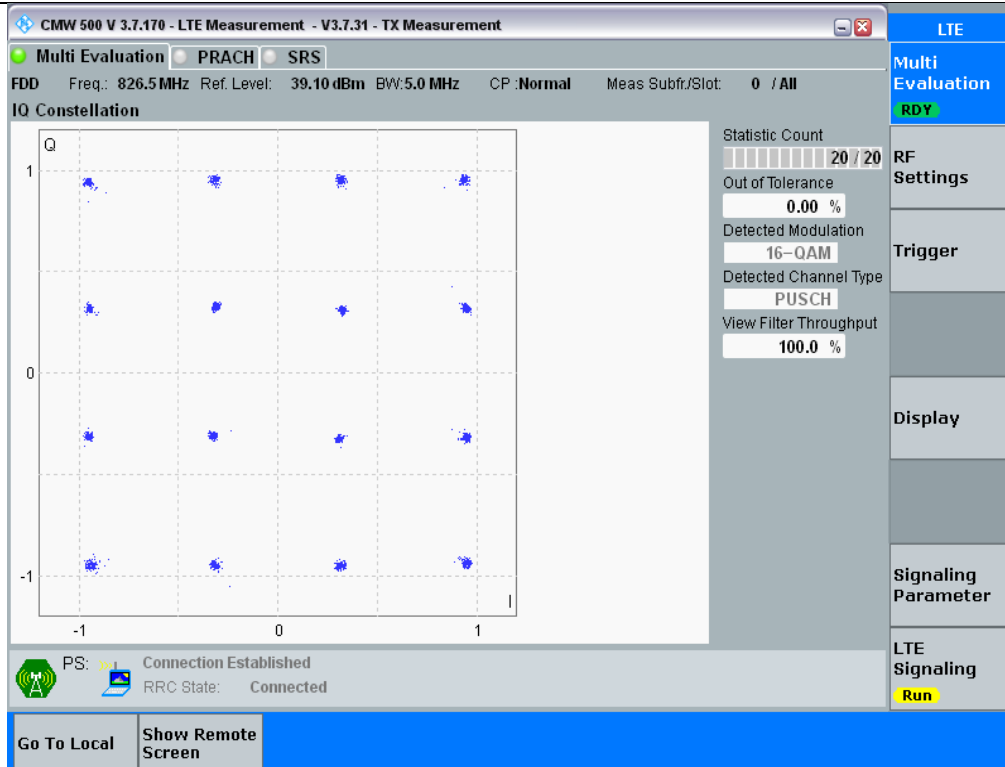 CMW 500 V 3.7.170 - LTE Measurement - V3.7.31 - TX Measurement
LTE
Multi Evaluation PRACH SRS
Multi
Evaluation
RDY
FDD Freq.: 826.5 MHz Ref. Level: 39.10 dBm BW: 5.0 MHz CP : Normal Meas Subfr./Slot: 0 / All
IQ Constellation
Q
1
0
-1
-1
0
1
I
Statistic Count
20 / 20
Out of Tolerance
0.00 %
Detected Modulation
16-QAM
Detected Channel Type
PUSCH
View Filter Throughput
100.0 %
RF
Settings
Trigger
Display
Signaling
Parameter
LTE
Signaling
Run
PS: Connection Established
RRC State: Connected
Go To Local
Show Remote
Screen